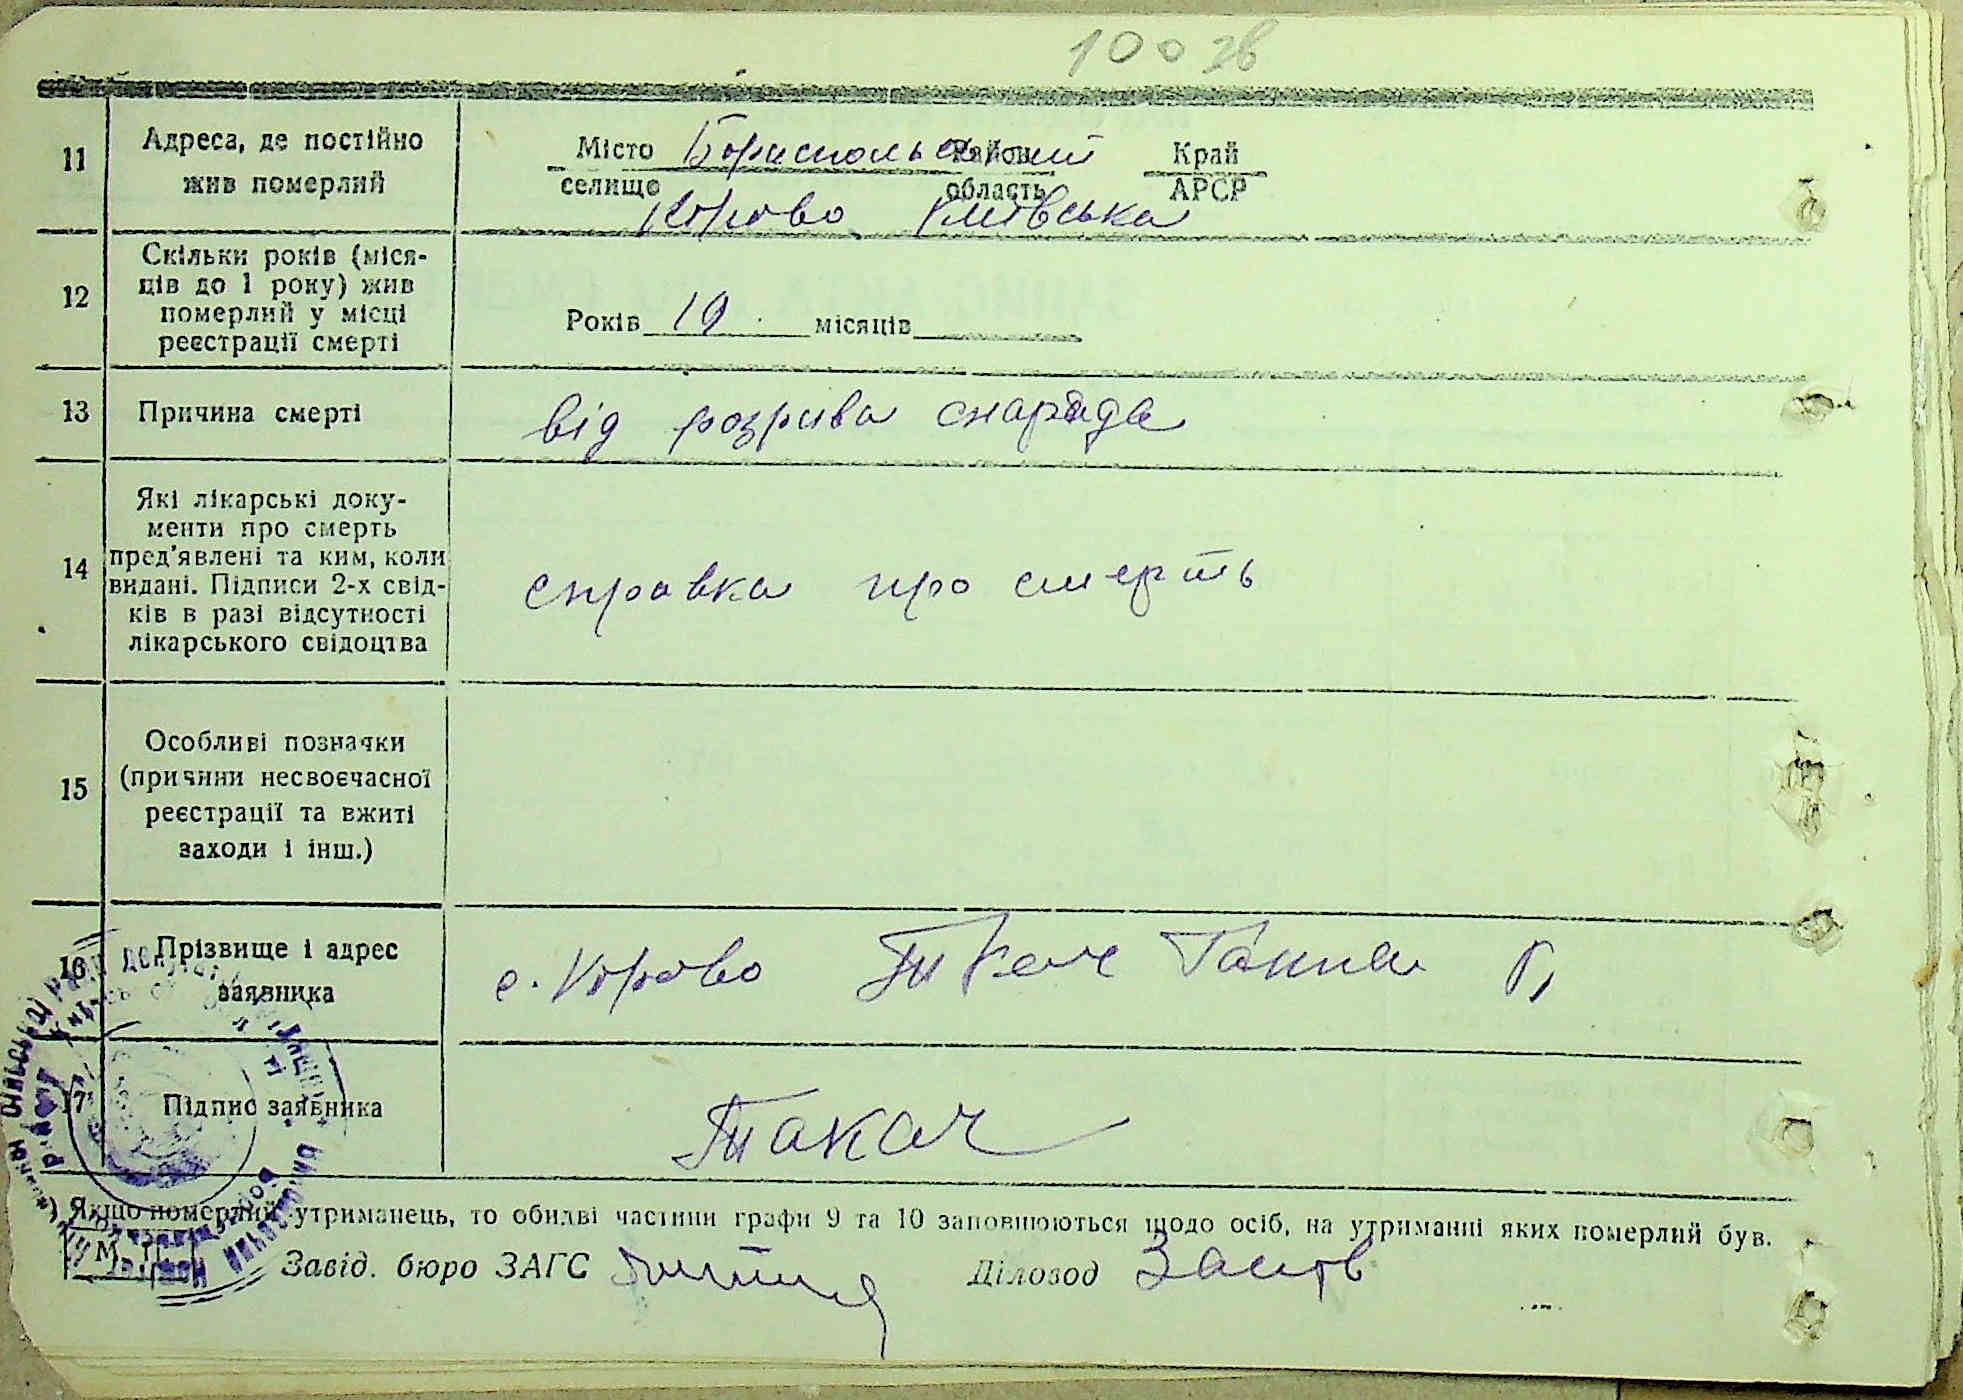 100 зв
11 Адреса, де постійно жив померлий
Місто Бориспольський Район Край
селище область АРСР
Юрово Київська
12 Скільки років (міся-
ців до 1 року) жив
померлий у місці
реєстрації смерті
Років 19 місяців
13 Причина смерті
від розрива снаряда
14 Які лікарські доку-
менти про смерть
пред'явлені та ким, коли
видані. Підписи 2-х свід-
ків в разі відсутності
лікарського свідоцтва
справка про смерть
15 Особливі позначки
(причини несвоєчасної
реєстрації та вжиті
заходи і інш.)
16 Прізвище і адрес
заявника
с. Юрово Ткач Ганна
17 Підпис заявника
Такач
) Якщо померлий утриманець, то обидві частини графи 9 та 10 заповнюються щодо осіб, на утриманні яких померлий був.
М.
Завід. бюро ЗАГС Діловод